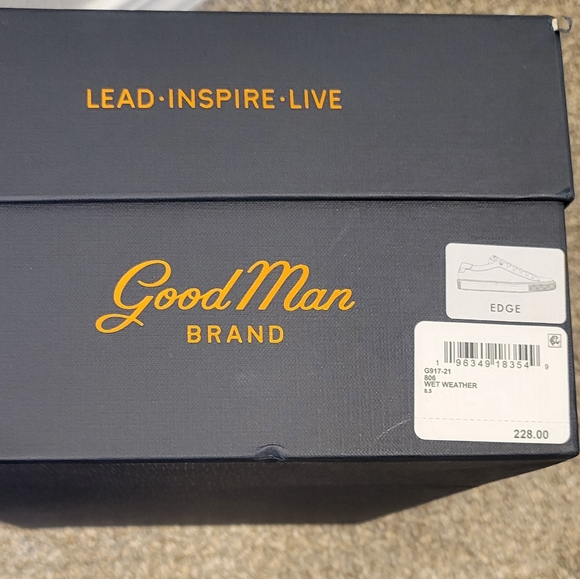 LEAD·INSPIRE·LIVE
Good Man
BRAND
EDGE
1 96349 18354 9
G917-21
806
WET WEATHER
8.5
228.00